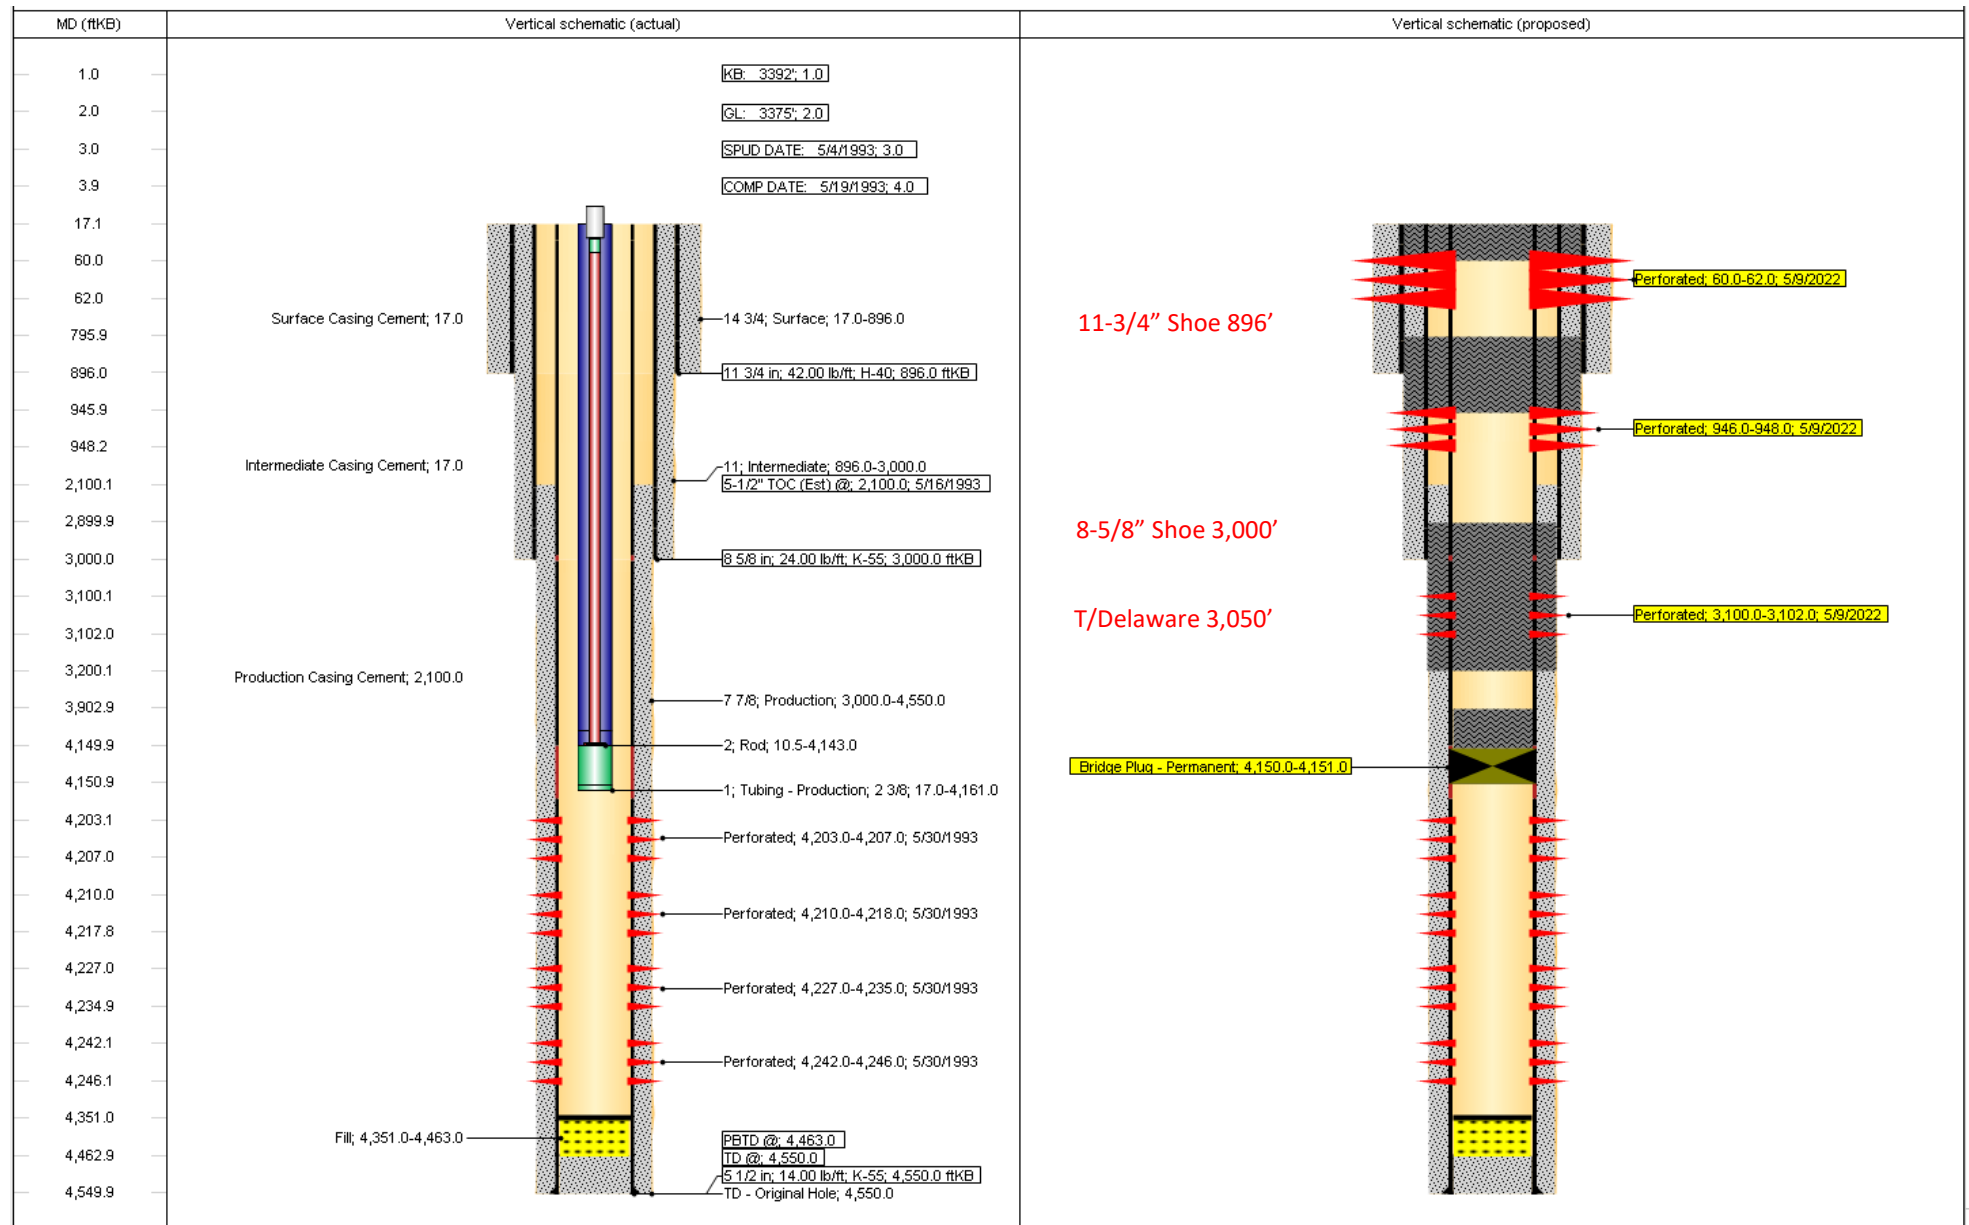 MD (ftKB)
Vertical schematic (actual)
Vertical schematic (proposed)
1.0
2.0
3.0
3.9
17.1
60.0
62.0
795.9
896.0
945.9
948.2
2,100.1
2,899.9
3,000.0
3,100.1
3,102.0
3,200.1
3,902.9
4,149.9
4,150.9
4,203.1
4,207.0
4,210.0
4,217.8
4,227.0
4,234.9
4,242.1
4,246.1
4,351.0
4,462.9
4,549.9
Surface Casing Cement; 17.0
Intermediate Casing Cement; 17.0
Production Casing Cement; 2,100.0
Fill; 4,351.0-4,463.0
KB: 3392'; 1.0
GL: 3375'; 2.0
SPUD DATE: 5/4/1993; 3.0
COMP DATE: 5/19/1993; 4.0
14 3/4; Surface; 17.0-896.0
11 3/4 in; 42.00 lb/ft; H-40; 896.0 ftKB
11; Intermediate; 896.0-3,000.0
5-1/2" TOC (Est) @; 2,100.0; 5/16/1993
8 5/8 in; 24.00 lb/ft; K-55; 3,000.0 ftKB
7 7/8; Production; 3,000.0-4,550.0
2; Rod; 10.5-4,143.0
1; Tubing - Production; 2 3/8; 17.0-4,161.0
Perforated; 4,203.0-4,207.0; 5/30/1993
Perforated; 4,210.0-4,218.0; 5/30/1993
Perforated; 4,227.0-4,235.0; 5/30/1993
Perforated; 4,242.0-4,246.0; 5/30/1993
PBTD @; 4,463.0
TD @; 4,550.0
5 1/2 in; 14.00 lb/ft; K-55; 4,550.0 ftKB
TD - Original Hole; 4,550.0
11-3/4” Shoe 896’
8-5/8” Shoe 3,000’
T/Delaware 3,050’
Bridge Plug - Permanent; 4,150.0-4,151.0
Perforated; 60.0-62.0; 5/9/2022
Perforated; 946.0-948.0; 5/9/2022
Perforated; 3,100.0-3,102.0; 5/9/2022